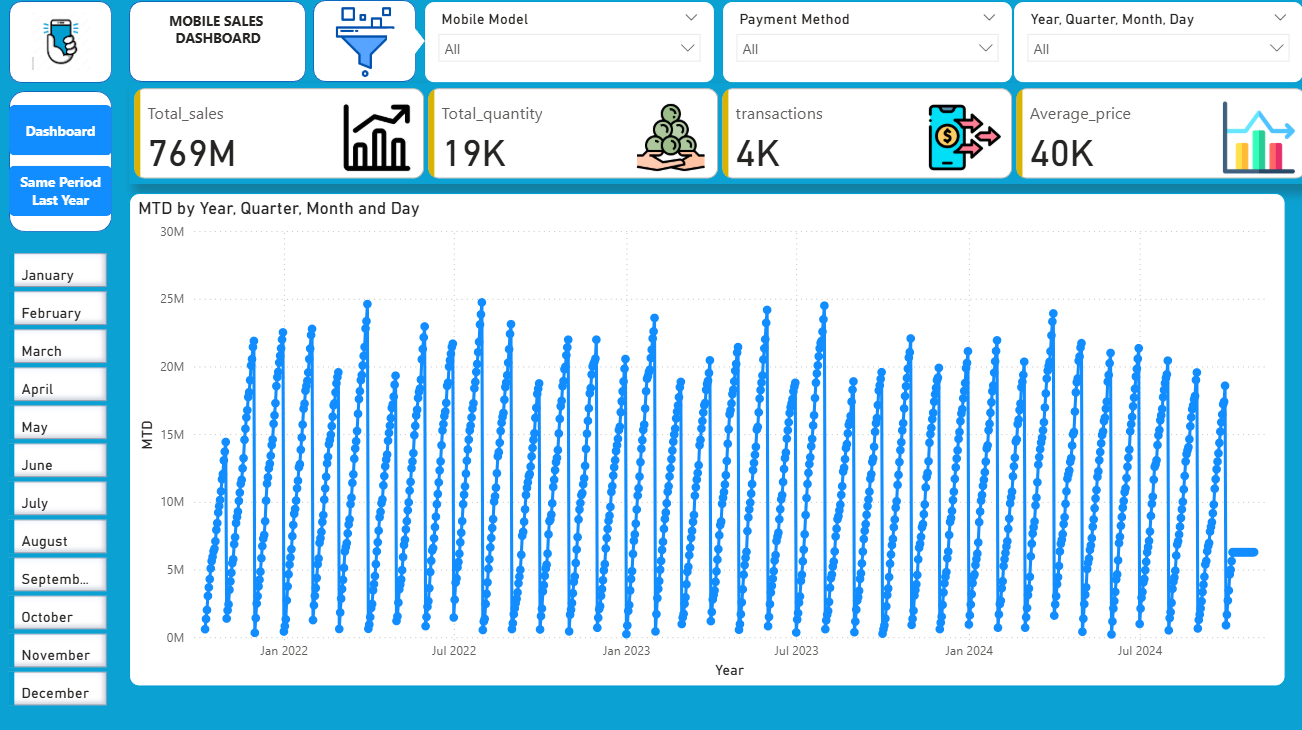 MOBILE SALES
DASHBOARD
Mobile Model
All
Payment Method
All
Year, Quarter, Month, Day
All
Dashboard
Same Period
Last Year
Total_sales
769M
Total_quantity
19K
transactions
4K
$
Average_price
40K
January
February
March
April
May
June
July
August
Septemb...
October
November
December
MTD by Year, Quarter, Month and Day
MTD
30M
25M
20M
15M
10M
5M
0M
Jan 2022
Jul 2022
Jan 2023
Jul 2023
Jan 2024
Jul 2024
Year